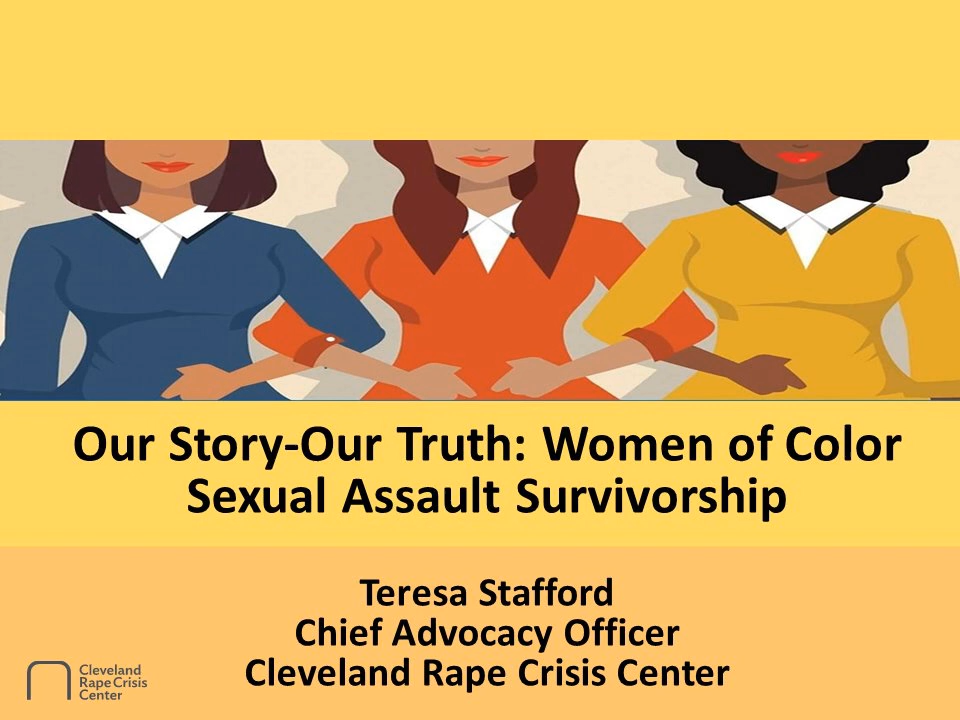 Our Story-Our Truth: Women of Color
Sexual Assault Survivorship
Teresa Stafford
Chief Advocacy Officer
Cleveland Rape Crisis Center
Cleveland
Rape Crisis
Center